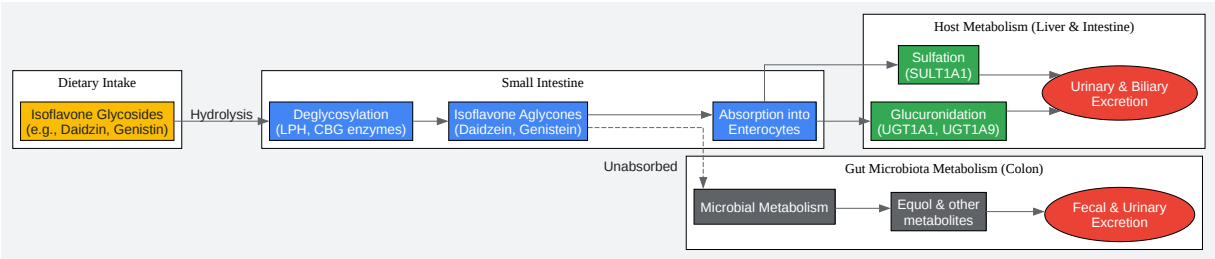 Dietary Intake
Isoflavone Glycosides
(e.g., Daidzin, Genistin)
Hydrolysis
Small Intestine
Deglycosylation
(LPH, CBG enzymes)
Isoflavone Aglycones
(Daidzein, Genistein)
Absorption into
Enterocytes
Unabsorbed
Host Metabolism (Liver & Intestine)
Sulfation
(SULT1A1)
Glucuronidation
(UGT1A1, UGT1A9)
Urinary & Biliary
Excretion
Gut Microbiota Metabolism (Colon)
Microbial Metabolism
Equol & other
metabolites
Fecal & Urinary
Excretion